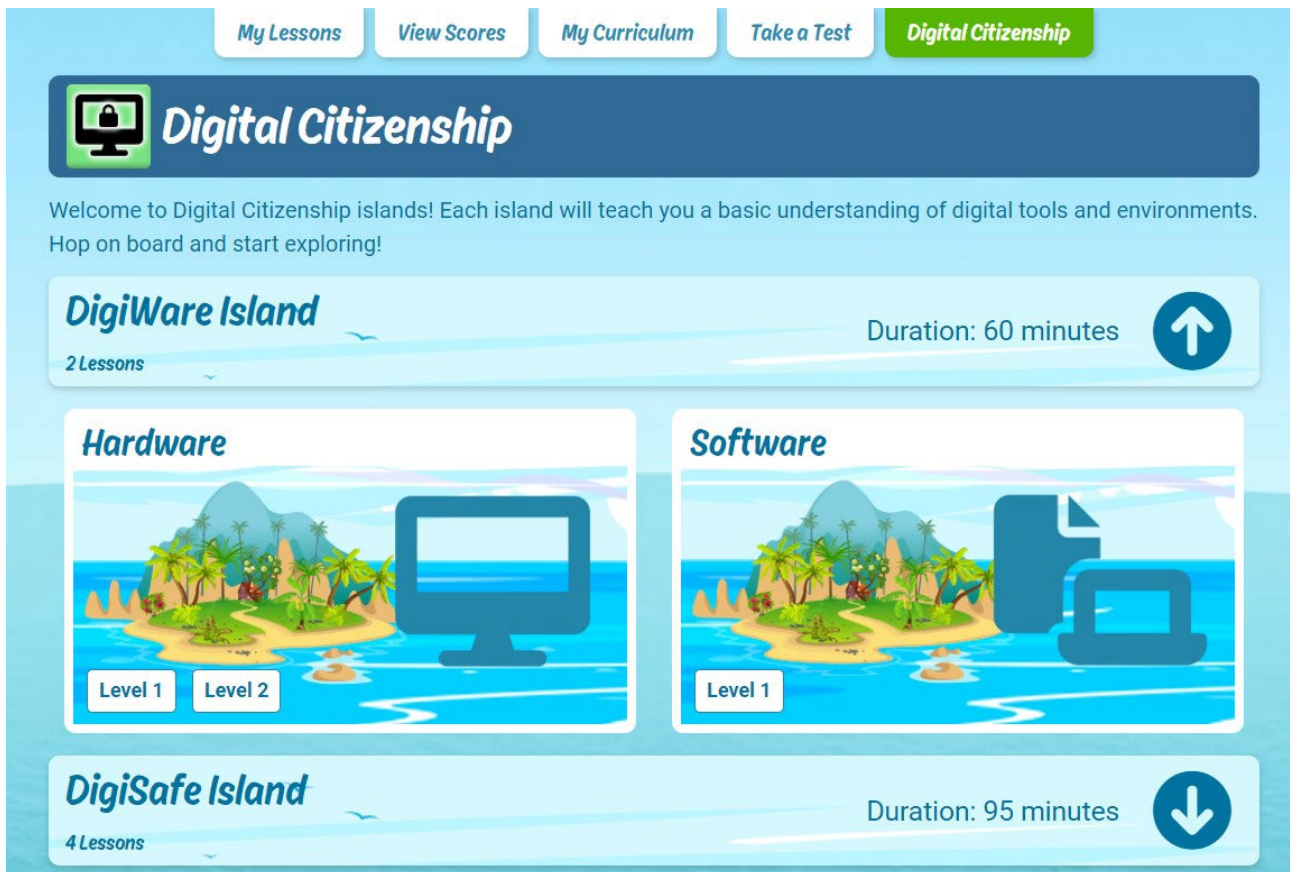 My Lessons
View Scores
My Curriculum
Take a Test
Digital Citizenship
Digital Citizenship
Welcome to Digital Citizenship islands! Each island will teach you a basic understanding of digital tools and environments.
Hop on board and start exploring!
DigiWare Island
Duration: 60 minutes
2 Lessons
Hardware
Level 1
Level 2
Software
Level 1
DigiSafe Island
Duration: 95 minutes
4 Lessons